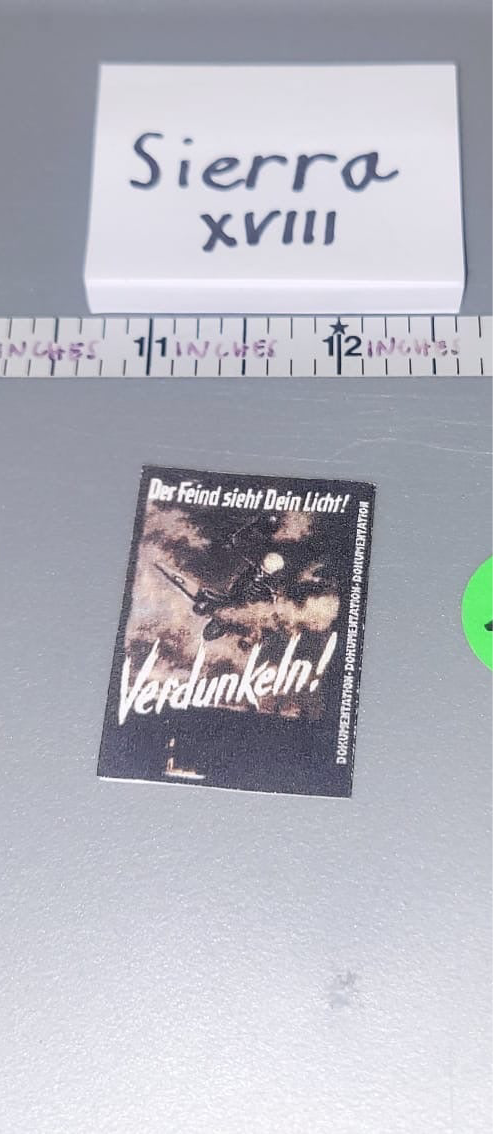 Sierra
XVIII
INCHES 11 INCHES 12 INCHES
Der Feind sieht Dein Licht!
Verdunkeln!
DOKUMENTATION·DOKUMENTATION·DOKUMENTATION